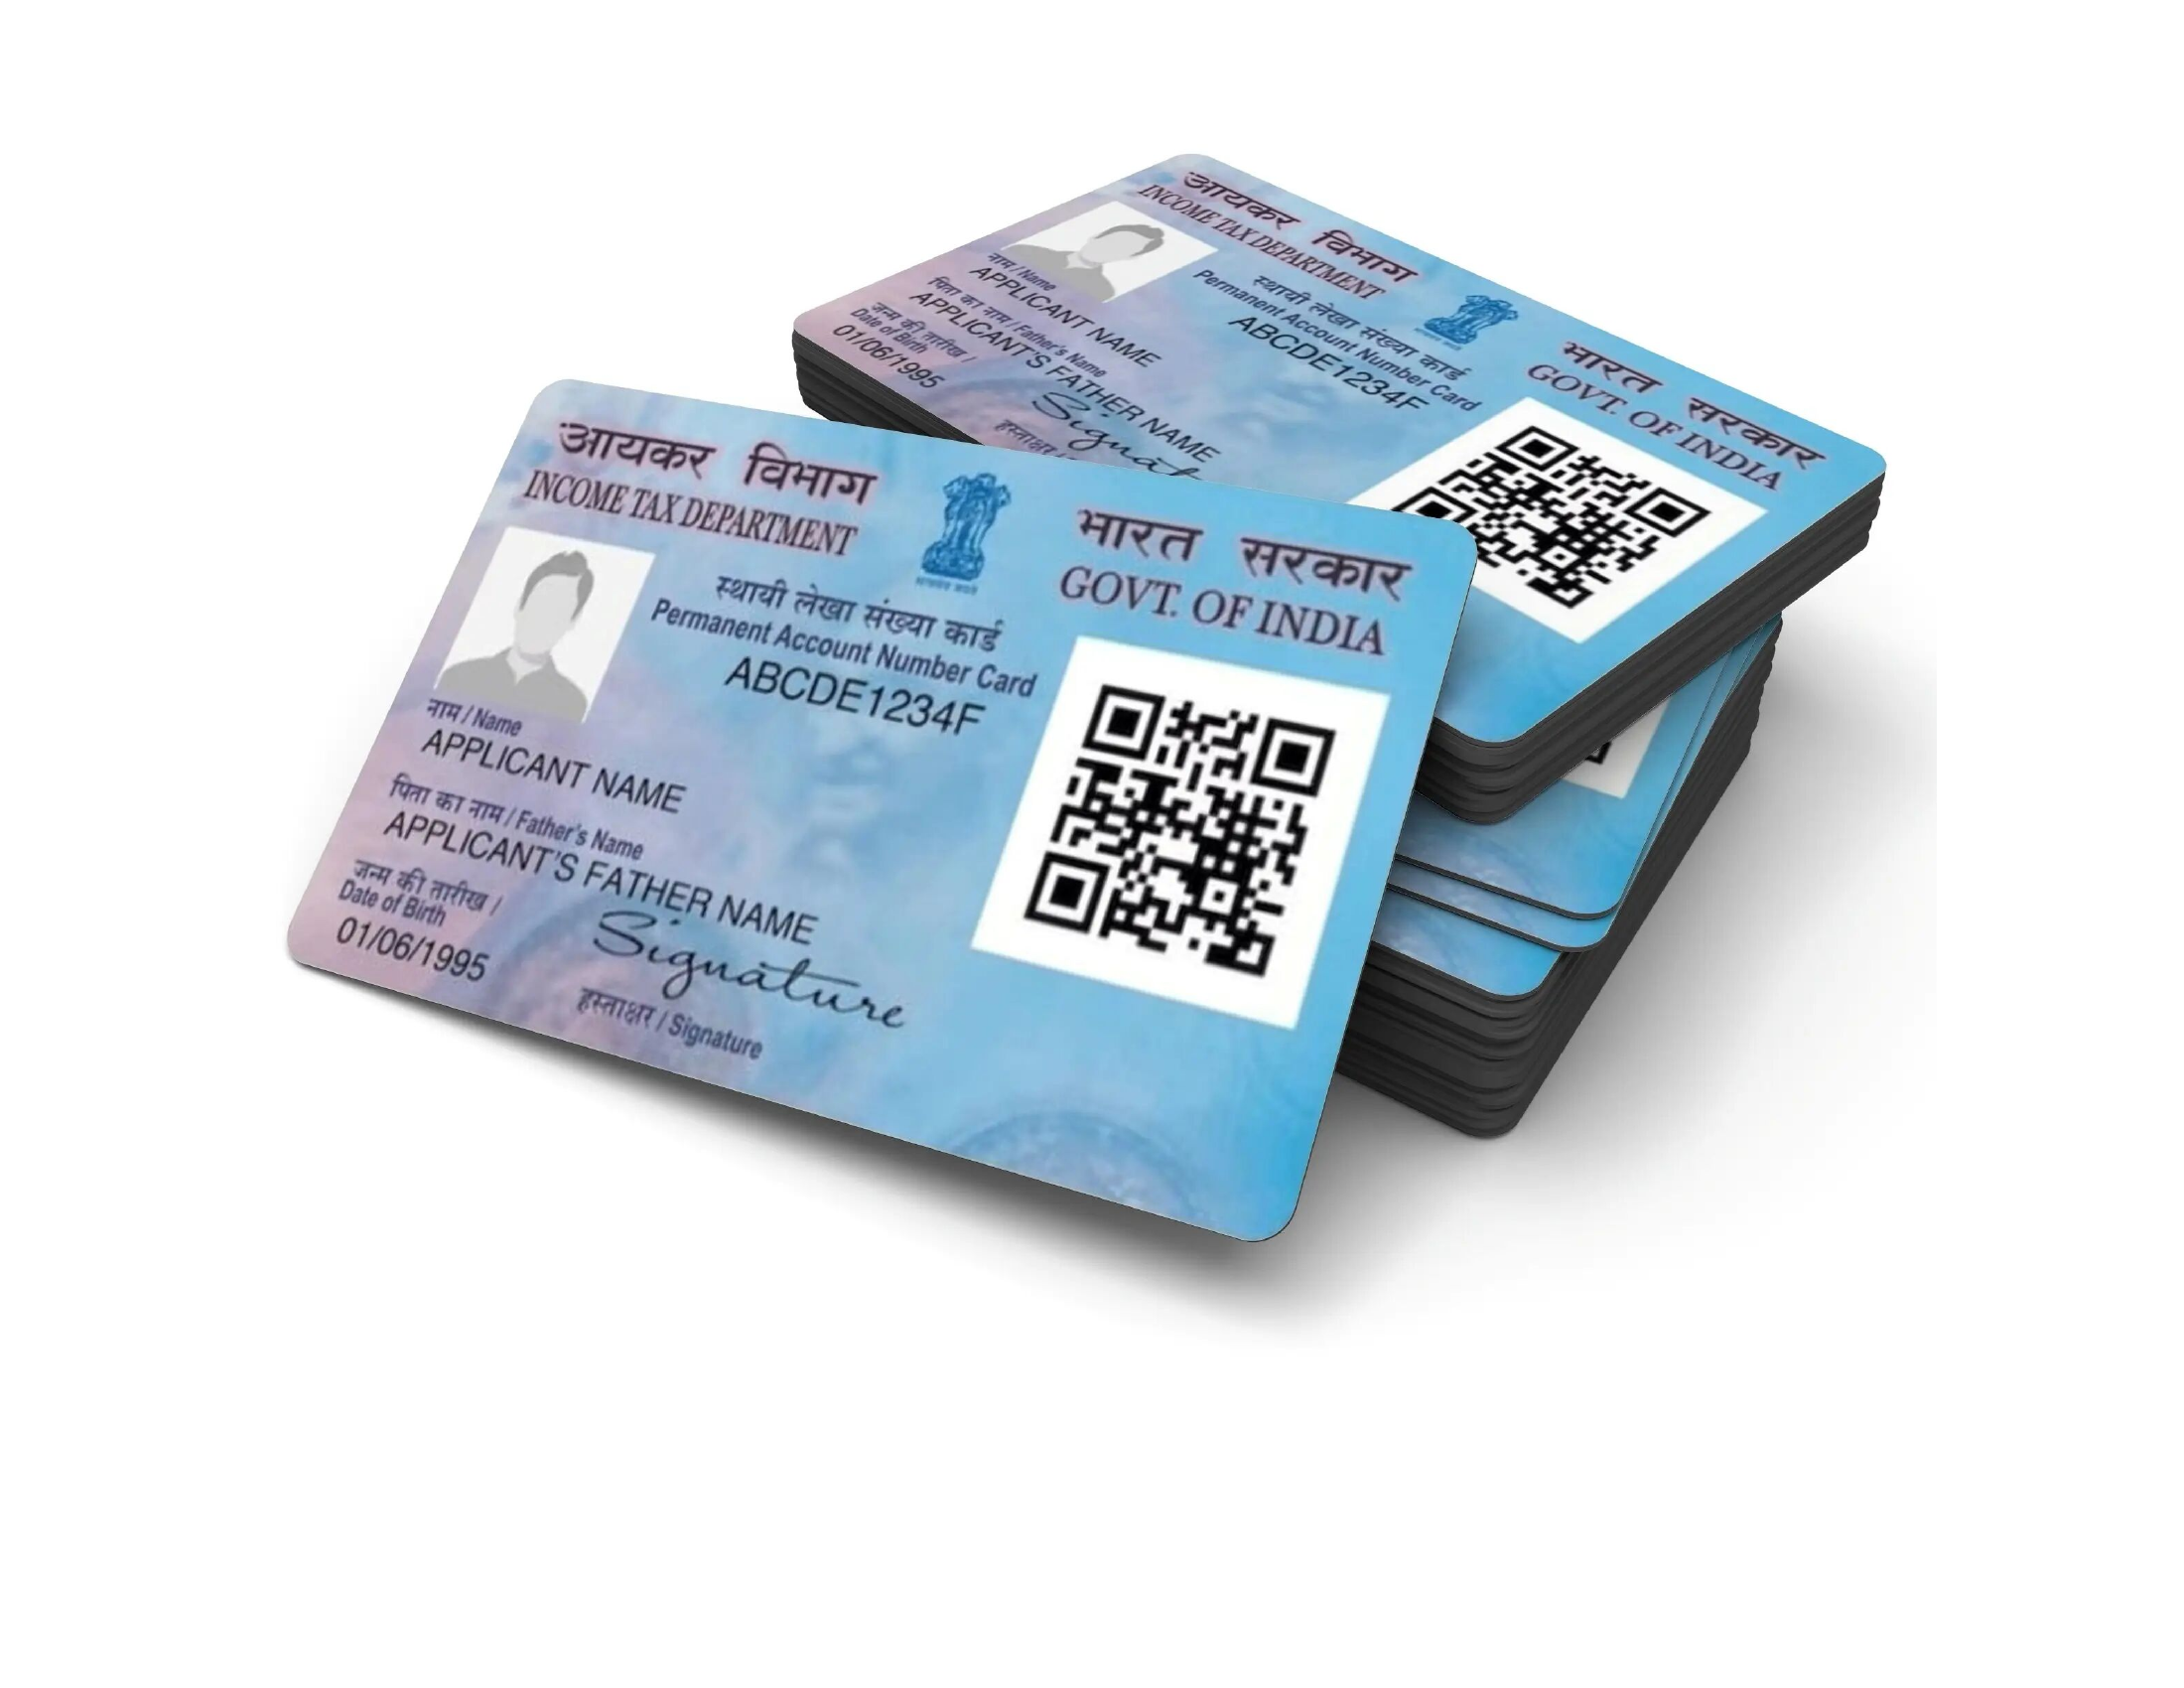 आयकर विभाग
INCOME TAX DEPARTMENT
भारत सरकार
GOVT. OF INDIA
स्थायी लेखा संख्या कार्ड
Permanent Account Number Card
ABCDE1234F
नाम / Name
APPLICANT NAME
पिता का नाम / Father's Name
APPLICANT'S FATHER NAME
जन्म की तारीख /
Date of Birth
01/06/1995
Signature
हस्ताक्षर / Signature
आयकर विभाग
INCOME TAX DEPARTMENT
भारत सरकार
GOVT. OF INDIA
स्थायी लेखा संख्या कार्ड
Permanent Account Number Card
ABCDE1234F
नाम / Name
APPLICANT NAME
पिता का नाम / Father's Name
APPLICANT'S FATHER NAME
जन्म की तारीख /
Date of Birth
01/06/1995
Signat
हस्ताक्षर /